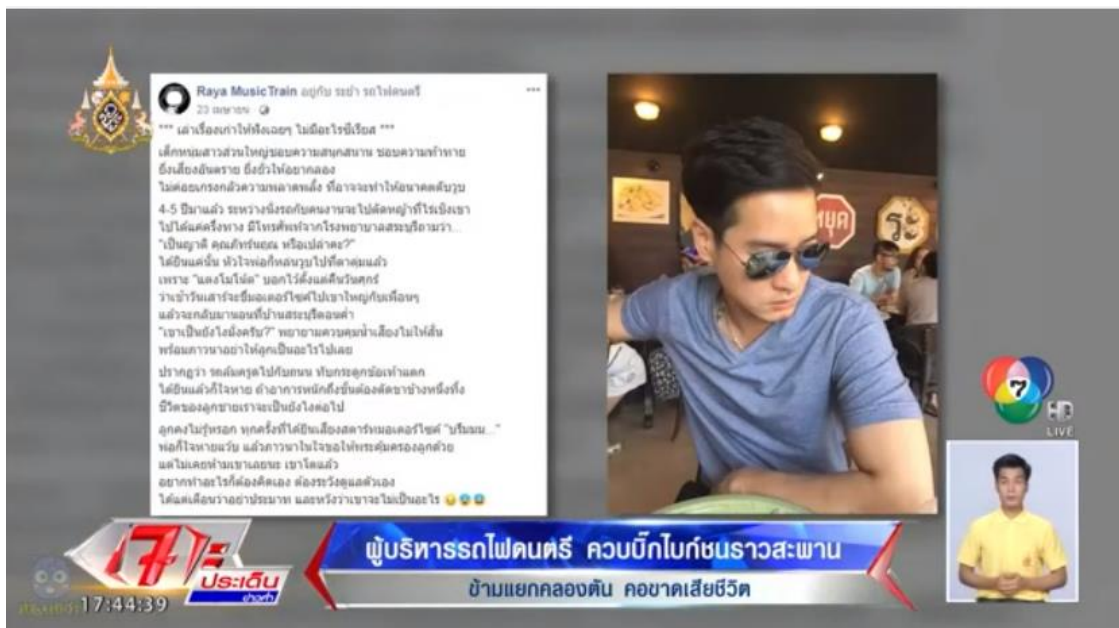 Raya MusicTrain อยู่กับ ระย้า รถไฟดนตรี
23 เมษายน
*** เล่าเรื่องเก่าให้ฟังเฉยๆ ไม่มีอะไรซีเรียส ***
เด็กหนุ่มสาวส่วนใหญ่ชอบความสนุกสนาน ชอบความท้าทาย
ยิ่งเสี่ยงอันตราย ยิ่งยั่วให้อยากลอง
ไม่ค่อยเกรงกลัวความพลาดพลั้ง ที่อาจจะทำให้อนาคตดับวูบ
4-5 ปีมาแล้ว ระหว่างนั่งรถกับคนงานจะไปตัดหญ้าที่ไร่เชิงเขา
ไปได้แค่ครึ่งทาง มีโทรศัพท์จากโรงพยาบาลสระบุรีถามว่า...
"เป็นญาติ คุณภัทร์นฤณ หรือเปล่าคะ?"
ได้ยินแค่นั้น หัวใจพ่อก็หล่นวูบไปที่ตาตุ่มแล้ว
เพราะ "แตงโมโน้ต" บอกไว้ตั้งแต่คืนวันศุกร์
ว่าเช้าวันเสาร์จะขี่มอเตอร์ไซค์ไปเขาใหญ่กับเพื่อนๆ
แล้วจะกลับมานอนที่บ้านสระบุรีตอนค่ำ
"เขาเป็นยังไงมั่งครับ?" พยายามควบคุมน้ำเสียงไม่ให้สั่น
พร้อมภาวนาอย่าให้ลูกเป็นอะไรไปเลย
ปรากฏว่า รถล้มครูดไปกับถนน ทับกระดูกข้อเท้าแตก
ได้ยินแล้วก็ใจหาย ถ้าอาการหนักถึงขั้นต้องตัดขาข้างหนึ่งทิ้ง
ชีวิตของลูกชายเราจะเป็นยังไงต่อไป
ลูกคงไม่รู้หรอก ทุกครั้งที่ได้ยินเสียงสตาร์ทมอเตอร์ไซค์ "บรืมมม..."
พ่อก็ใจหายแว้บ แล้วภาวนาในใจขอให้พระคุ้มครองลูกด้วย
แต่ไม่เคยห้ามเขาเลยนะ เขาโตแล้ว
อยากทำอะไรก็ต้องคิดเอง ต้องระวังดูแลตัวเอง
ได้แต่เตือนว่าอย่าประมาท และหวังว่าเขาจะไม่เป็นอะไร
หยุด
ระ
7
HD
LIVE
7
ประเด็น
ข่าวค่ำ
ผู้บริหารรถไฟดนตรี ควบบิ๊กไบก์ชนราวสะพาน
ข้ามแยกคลองตัน คอขาดเสียชีวิต
17:44:39